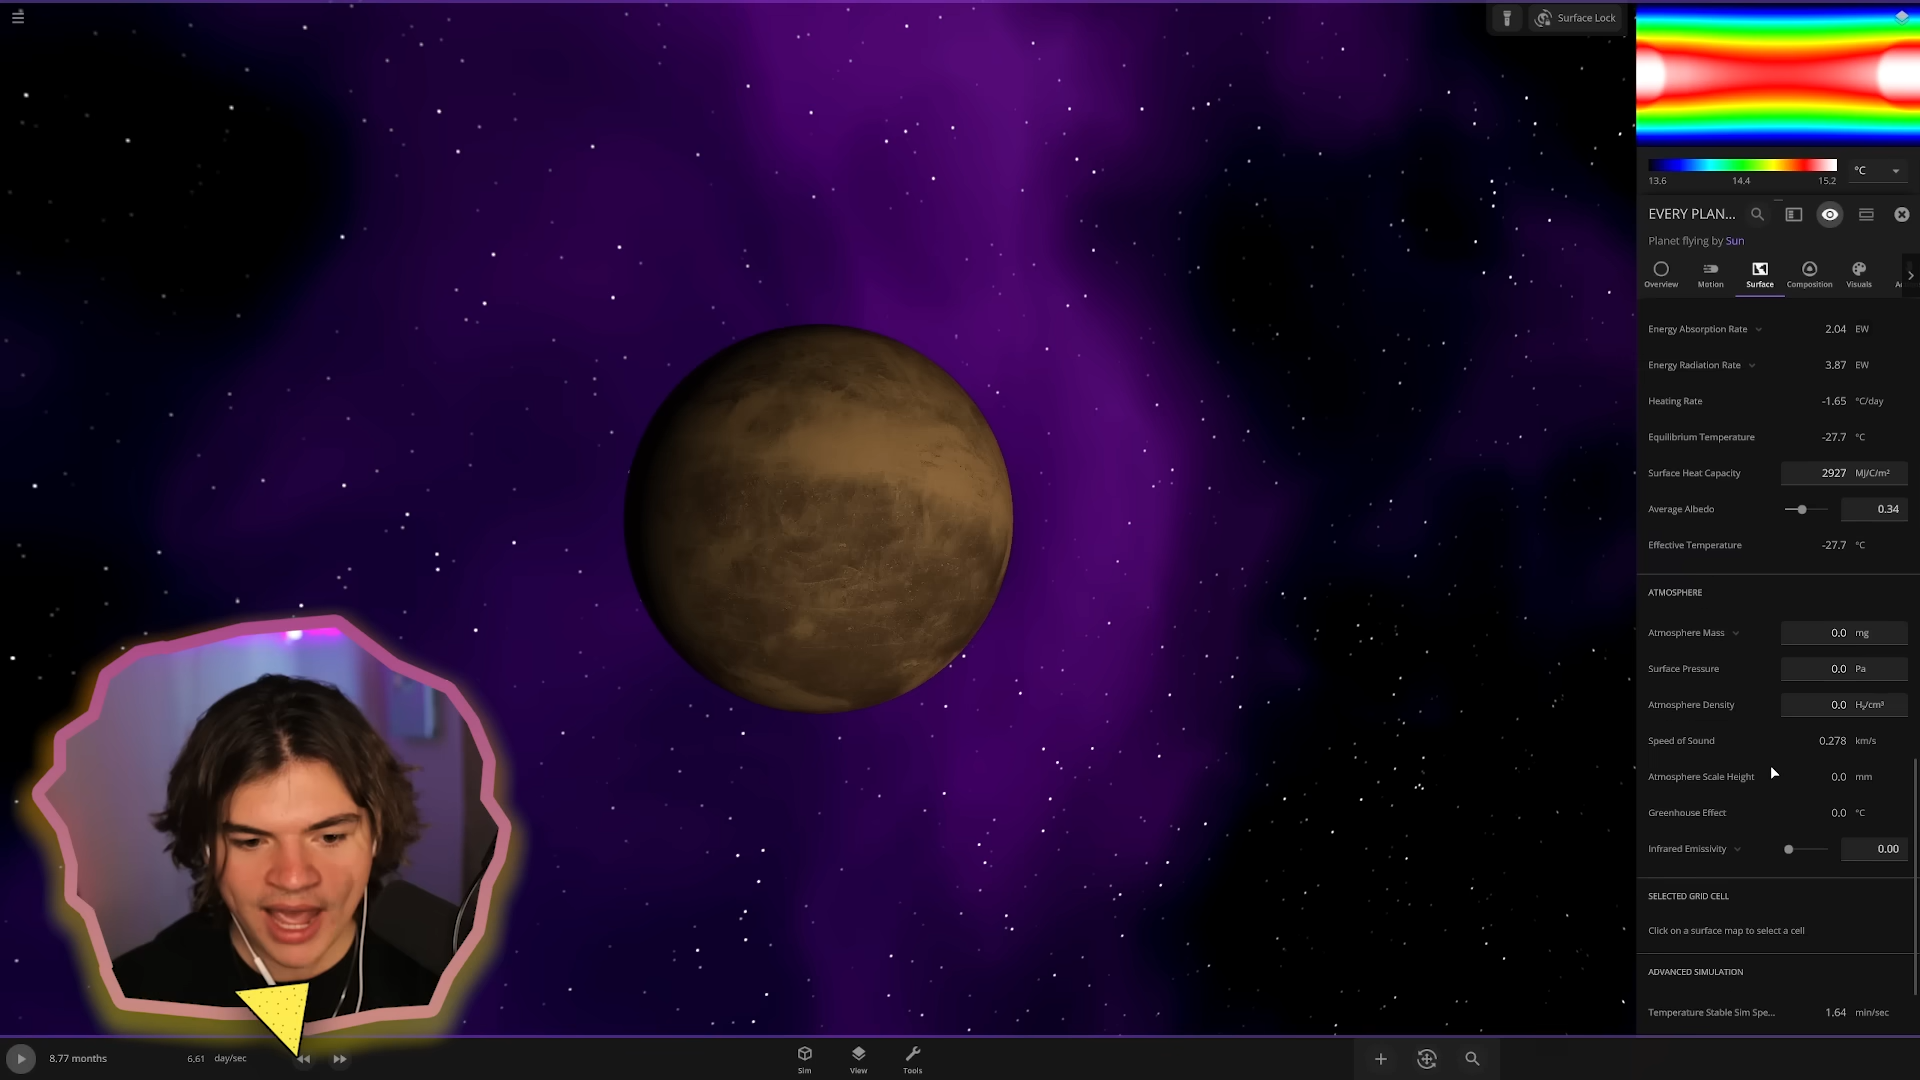 Surface Lock
13.6 14.4 15.2 °C
EVERY PLAN...
Planet flying by Sun
Overview Motion Surface Composition Visuals
Energy Absorption Rate 2.04 EW
Energy Radiation Rate 3.87 EW
Heating Rate -1.65 °C/day
Equilibrium Temperature -27.7 °C
Surface Heat Capacity 2927 MJ/C/m²
Average Albedo 0.34
Effective Temperature -27.7 °C
ATMOSPHERE
Atmosphere Mass 0.0 mg
Surface Pressure 0.0 Pa
Atmosphere Density 0.0 H₂/cm³
Speed of Sound 0.278 km/s
Atmosphere Scale Height 0.0 mm
Greenhouse Effect 0.0 °C
Infrared Emissivity 0.00
SELECTED GRID CELL
Click on a surface map to select a cell
ADVANCED SIMULATION
Temperature Stable Sim Spe... 1.64 min/sec
8.77 months 6.61 day/sec
Sim View Tools